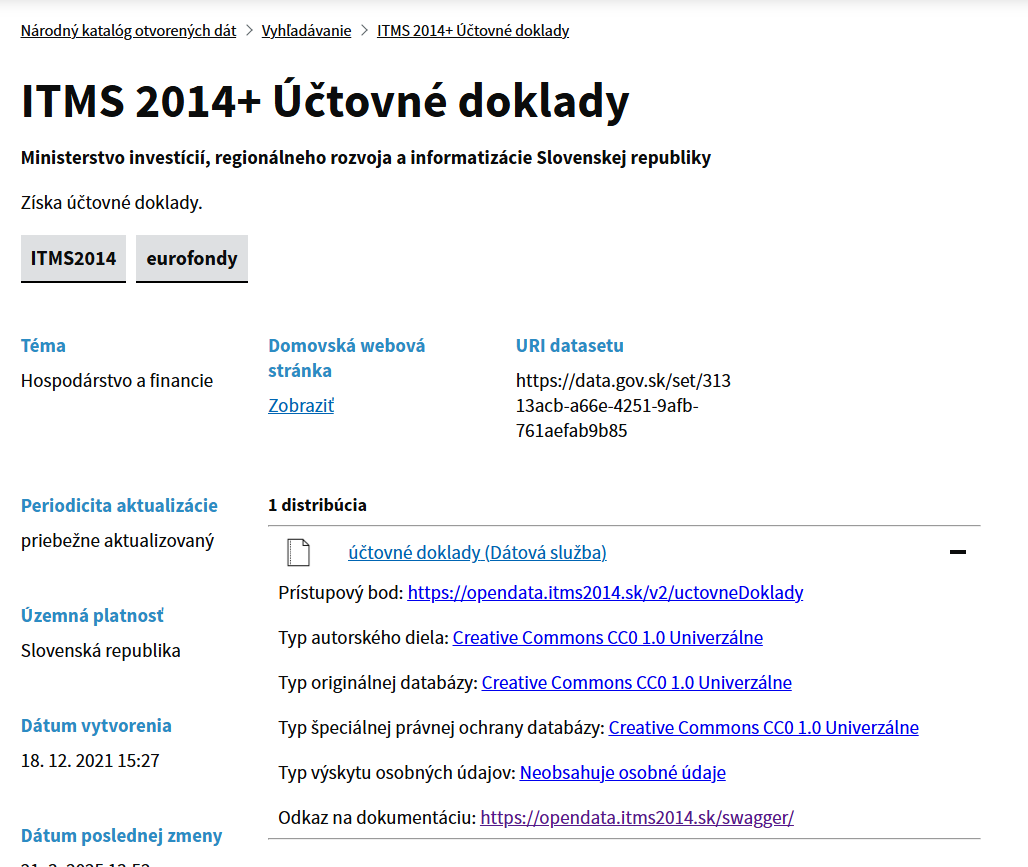 Národný katalóg otvorených dát > Vyhľadávanie > ITMS 2014+ Účtovné doklady
ITMS 2014+ Účtovné doklady
Ministerstvo investícií, regionálneho rozvoja a informatizácie Slovenskej republiky
Získa účtovné doklady.
ITMS2014 eurofondy
Téma
Hospodárstvo a financie
Domovská webová
stránka
Zobraziť
URI datasetu
https://data.gov.sk/set/313
13acb-a66e-4251-9afb-
761aefab9b85
Periodicita aktualizácie
priebežne aktualizovaný
Územná platnosť
Slovenská republika
Dátum vytvorenia
18. 12. 2021 15:27
Dátum poslednej zmeny
1 distribúcia
účtovné doklady (Dátová služba)
Prístupový bod: https://opendata.itms2014.sk/v2/uctovneDoklady
Typ autorského diela: Creative Commons CC0 1.0 Univerzálne
Typ originálnej databázy: Creative Commons CC0 1.0 Univerzálne
Typ špeciálnej právnej ochrany databázy: Creative Commons CC0 1.0 Univerzálne
Typ výskytu osobných údajov: Neobsahuje osobné údaje
Odkaz na dokumentáciu: https://opendata.itms2014.sk/swagger/